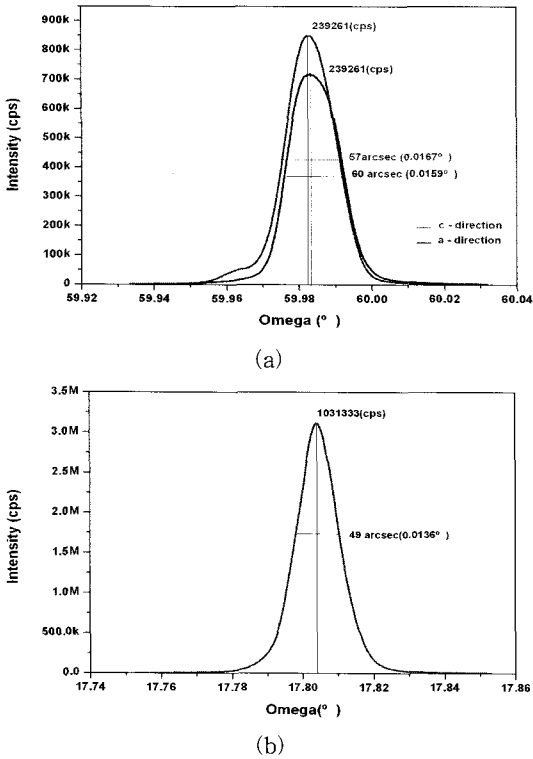 900k
800k
700k
600k
500k
400k
300k
200k
100k
0
Intensity (cps)
239261(cps)
239261(cps)
57arcsec (0.0167° )
60 arcsec (0.0159° )
c - direction
a - direction
59.92 59.94 59.96 59.98 60.00 60.02 60.04
Omega (° )
(a)
3.5M
3.0M
2.5M
2.0M
1.5M
1.0M
500.0k
0.0
Intensity (cps)
1031333(cps)
49 arcsec(0.0136° )
17.74 17.76 17.78 17.80 17.82 17.84 17.86
Omega(° )
(b)